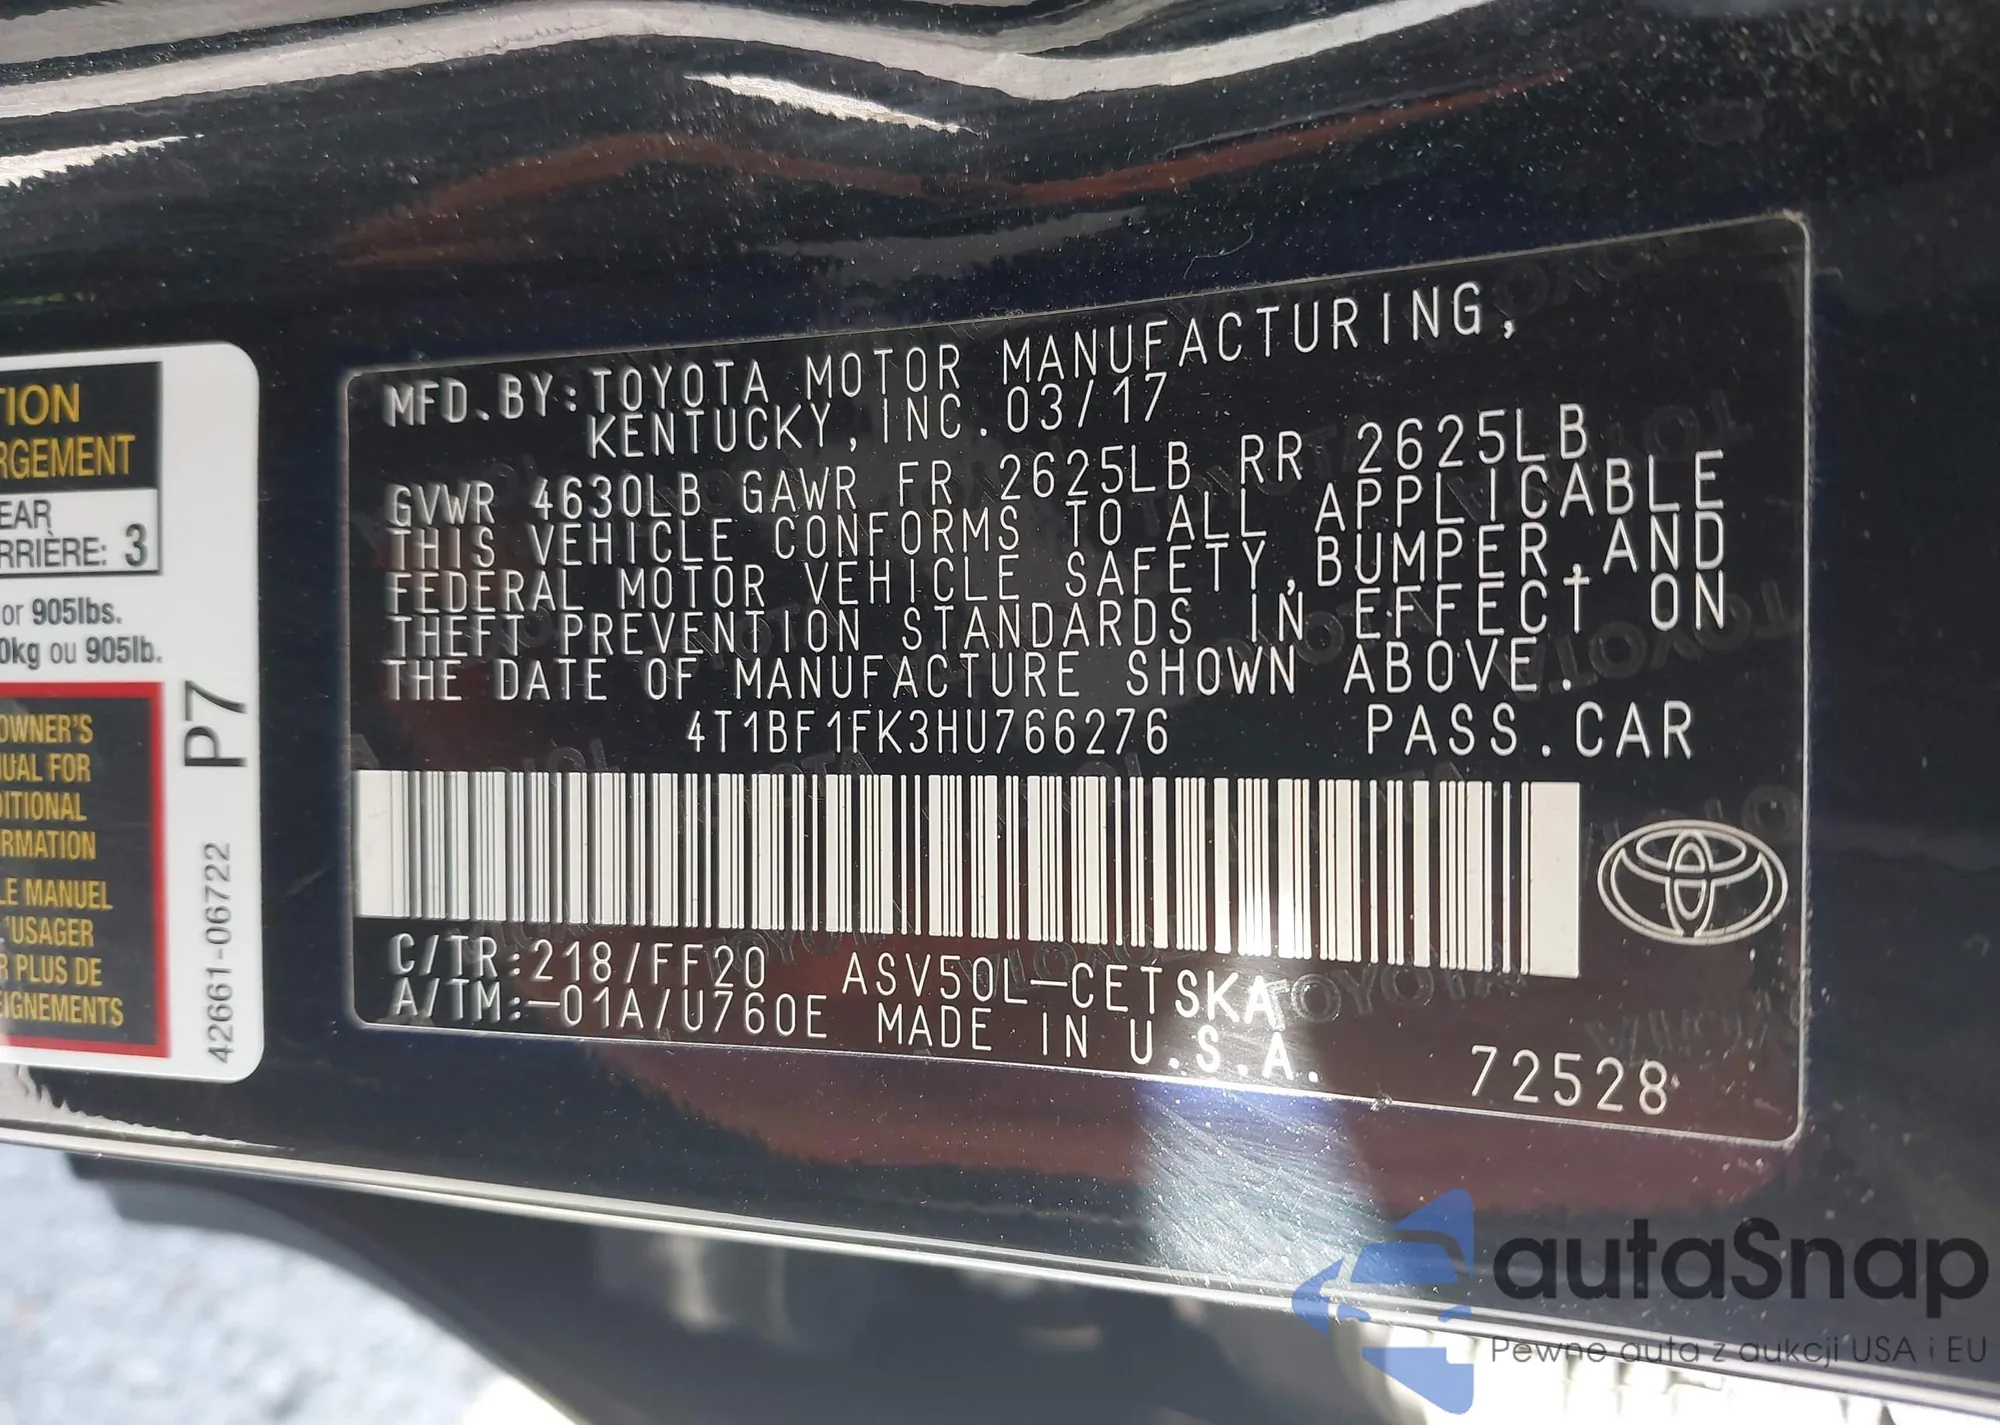 TION
RGEMENT
EAR
RRIÈRE: 3
or 905lbs.
0kg ou 905lb.
OWNER'S
UAL FOR
DITIONAL
ORMATION
LE MANUEL
'USAGER
R PLUS DE
EIGNEMENTS
P7
42661-06722
MFD.BY:TOYOTA MOTOR MANUFACTURING,
KENTUCKY, INC. 03/17
GVWR 4630LB GAWR FR 2625LB RR 2625LB
THIS VEHICLE CONFORMS TO ALL APPLICABLE
FEDERAL MOTOR VEHICLE SAFETY,BUMPER,AND
THEFT PREVENTION STANDARDS IN EFFECT ON
THE DATE OF MANUFACTURE SHOWN ABOVE.
4T1BF1FK3HU766276 PASS.CAR
C/TR:218/FF20 ASV50L-CETSKA
A/TM:-01A/U760E MADE IN U.S.A.
72528
autaSnap
Pewne auta z aukcji USA i EU